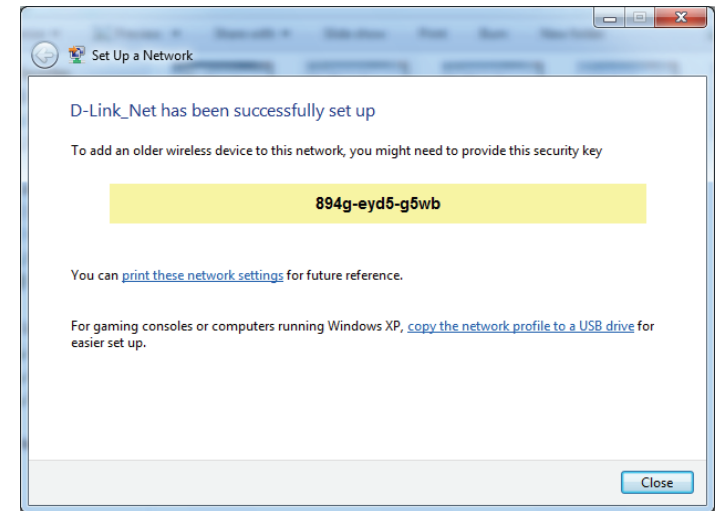 Set Up a Network
D-Link_Net has been successfully set up
To add an older wireless device to this network, you might need to provide this security key
894g-eyd5-g5wb
You can print these network settings for future reference.
For gaming consoles or computers running Windows XP, copy the network profile to a USB drive for
easier set up.
Close